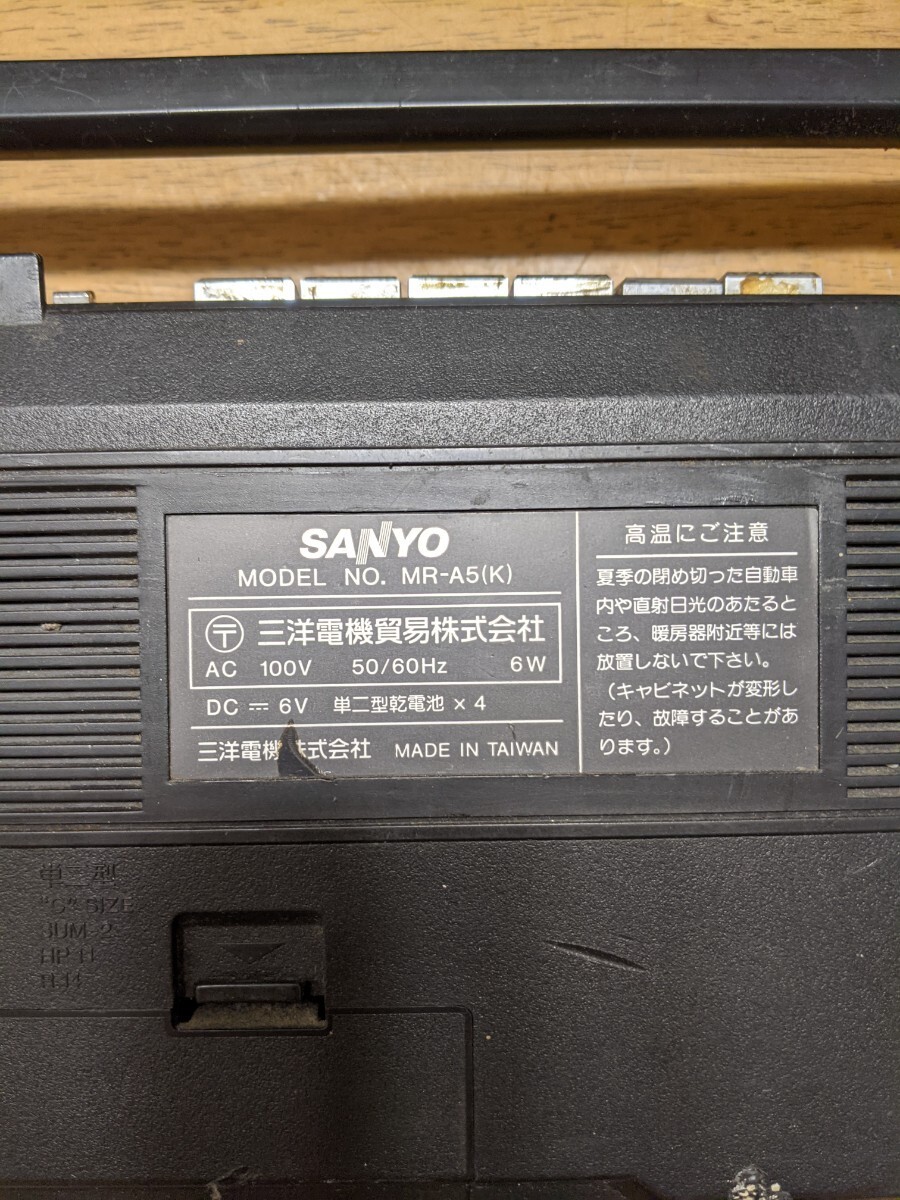 SANYO
MODEL NO. MR-A5(K)
〒 三洋電機貿易株式会社
AC 100V 50/60Hz 6W
DC ⎓ 6V 単二型乾電池 × 4
三洋電機株式会社 MADE IN TAIWAN
高温にご注意
夏季の閉め切った自動車
内や直射日光のあたると
ころ、暖房器附近等には
放置しないで下さい。
(キャビネットが変形し
たり、故障することがあ
ります。)
単二型
"C" SIZE
SUM-2